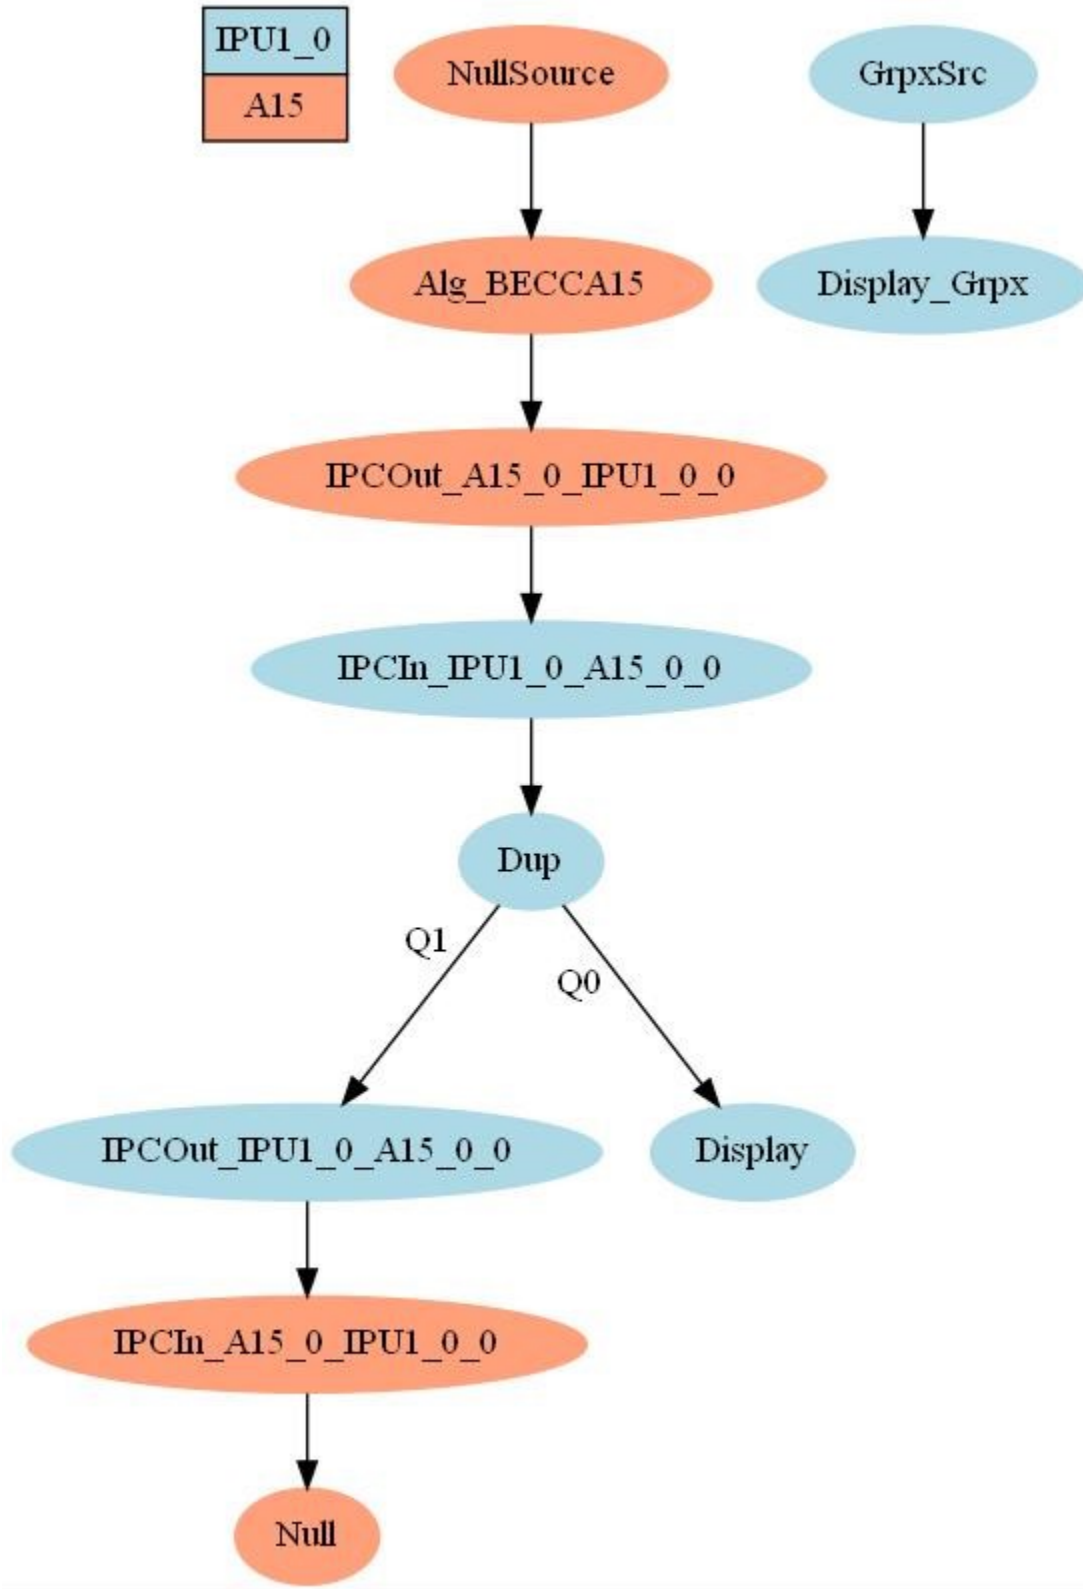 IPU1_0
A15
NullSource
GrpxSrc
Alg_BECCA15
Display_Grpx
IPCOut_A15_0_IPU1_0_0
IPCIn_IPU1_0_A15_0_0
Dup
Q1
Q0
IPCOut_IPU1_0_A15_0_0
Display
IPCIn_A15_0_IPU1_0_0
Null